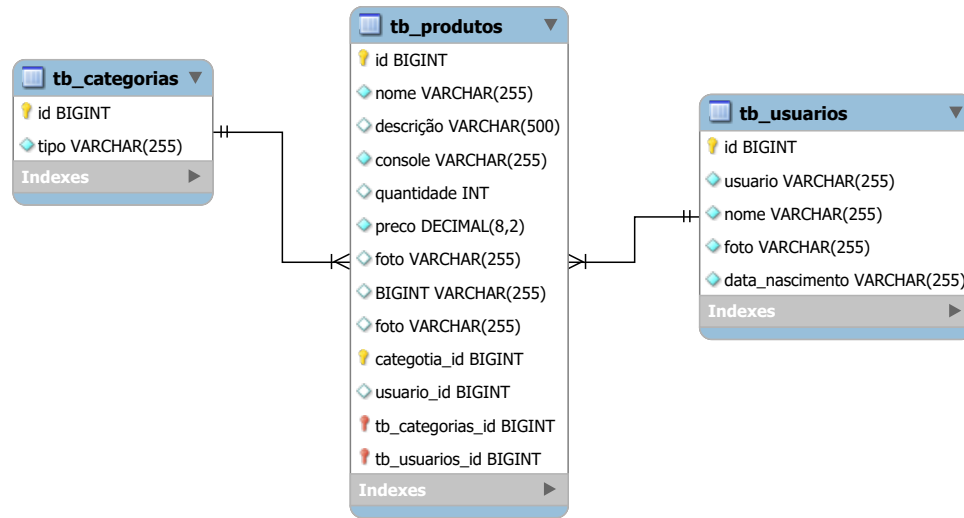 tb_categorias
id BIGINT
tipo VARCHAR(255)
Indexes
tb_produtos
id BIGINT
nome VARCHAR(255)
descrição VARCHAR(500)
console VARCHAR(255)
quantidade INT
preco DECIMAL(8,2)
foto VARCHAR(255)
BIGINT VARCHAR(255)
foto VARCHAR(255)
categotia_id BIGINT
usuario_id BIGINT
tb_categorias_id BIGINT
tb_usuarios_id BIGINT
Indexes
tb_usuarios
id BIGINT
usuario VARCHAR(255)
nome VARCHAR(255)
foto VARCHAR(255)
data_nascimento VARCHAR(255)
Indexes